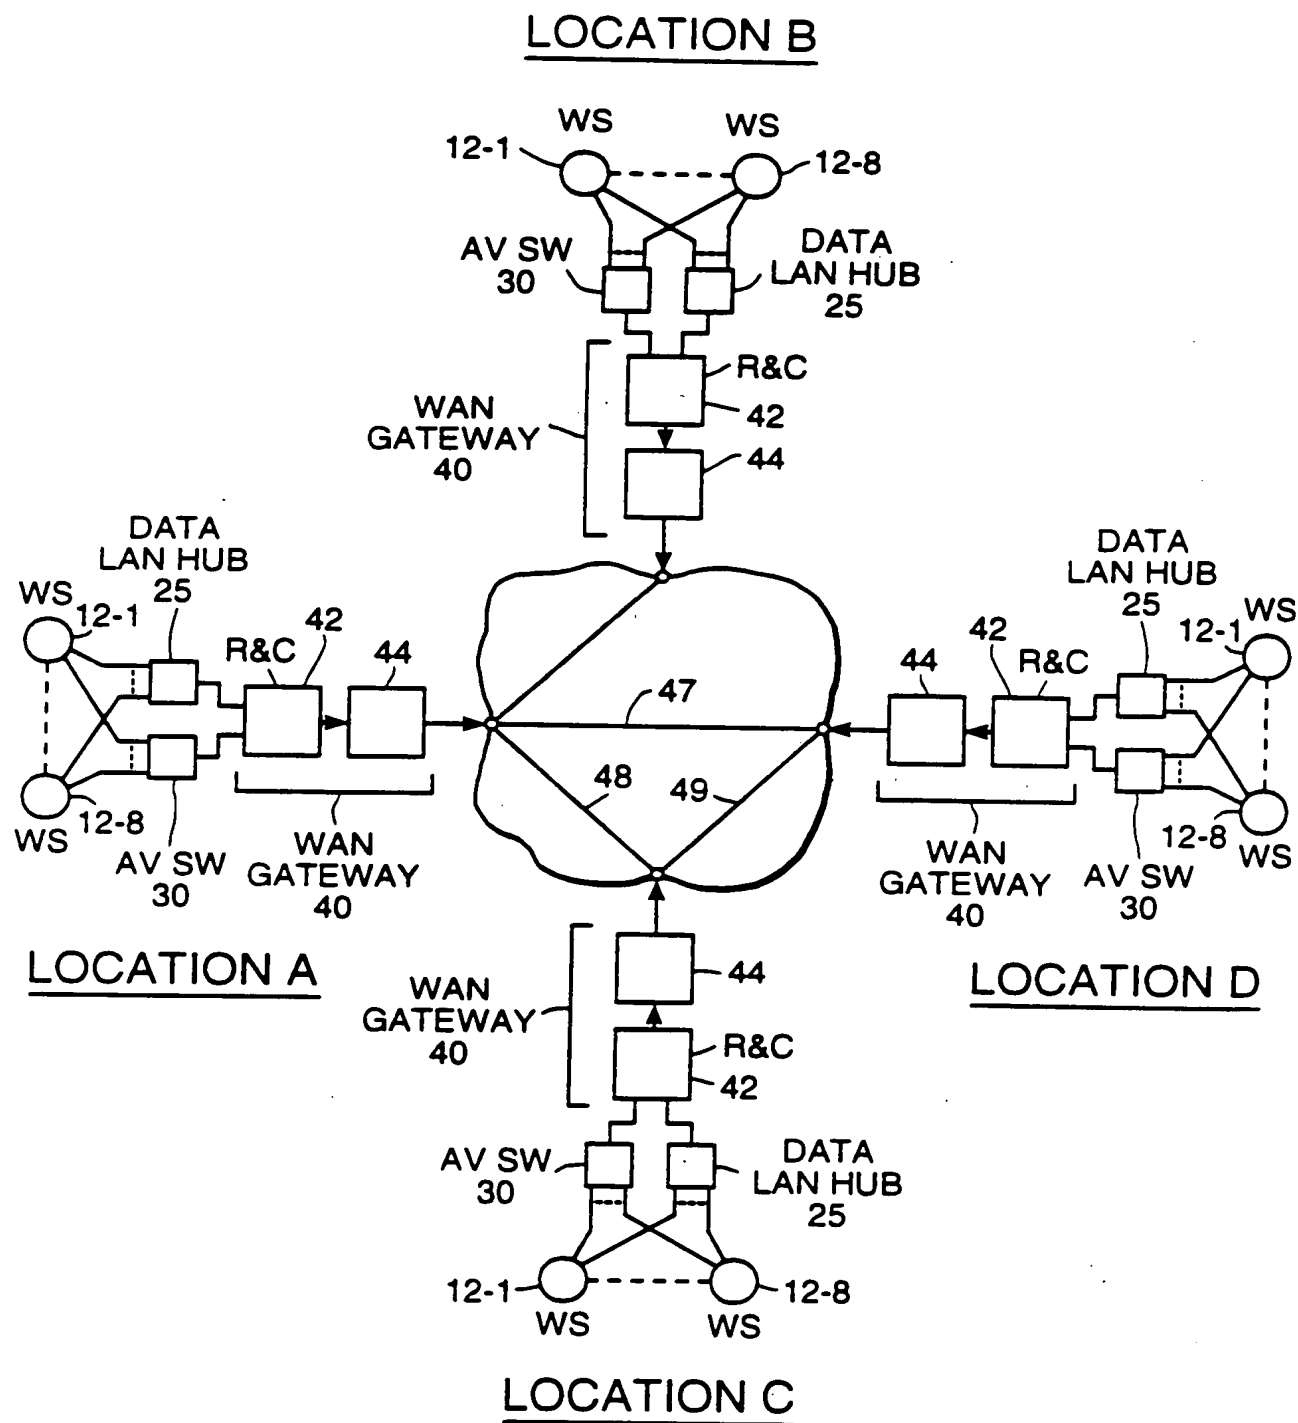 LOCATION B
WS
WS
12-1
12-8
AV SW
30
DATA
LAN HUB
25
R&C
42
WAN
GATEWAY
40
44
DATA
LAN HUB
25
WS
12-1
R&C
42
44
12-8
WS
AV SW
30
WAN
GATEWAY
40
LOCATION A
47
48
49
DATA
LAN HUB
25
WS
12-1
42
R&C
44
12-8
WS
WAN
GATEWAY
40
AV SW
30
LOCATION D
44
WAN
GATEWAY
40
R&C
42
AV SW
30
DATA
LAN HUB
25
12-1
12-8
WS
WS
LOCATION C